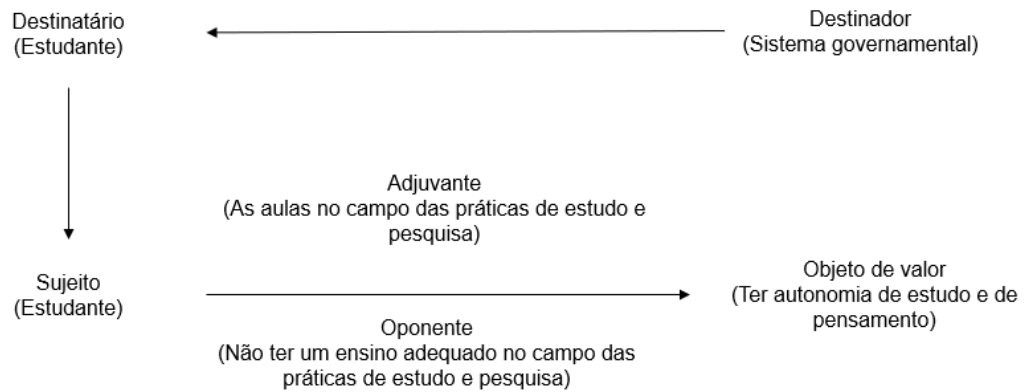 Destinatário
(Estudante)
Destinador
(Sistema governamental)
Adjuvante
(As aulas no campo das práticas de estudo e
pesquisa)
Sujeito
(Estudante)
Objeto de valor
(Ter autonomia de estudo e de
pensamento)
Oponente
(Não ter um ensino adequado no campo das
práticas de estudo e pesquisa)